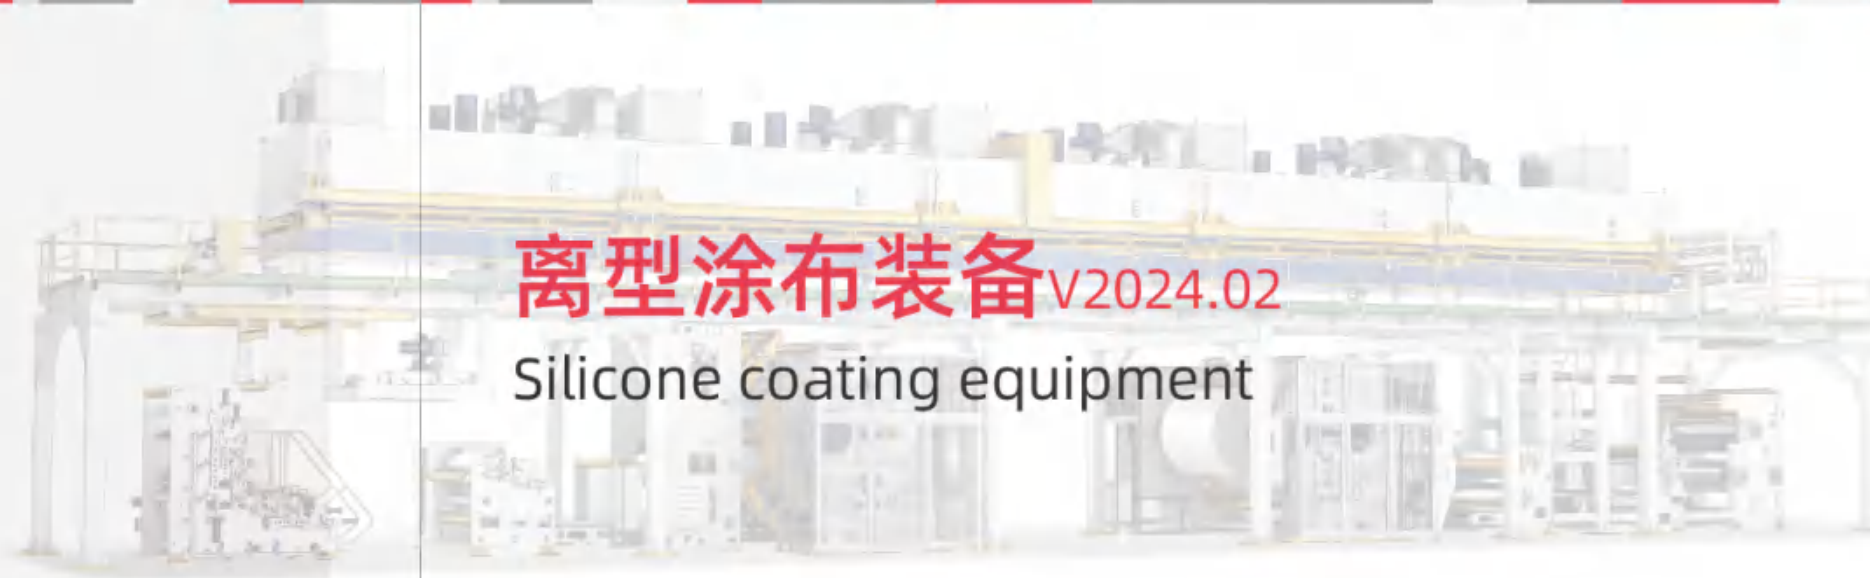 离型涂布装备V2024.02
Silicone coating equipment